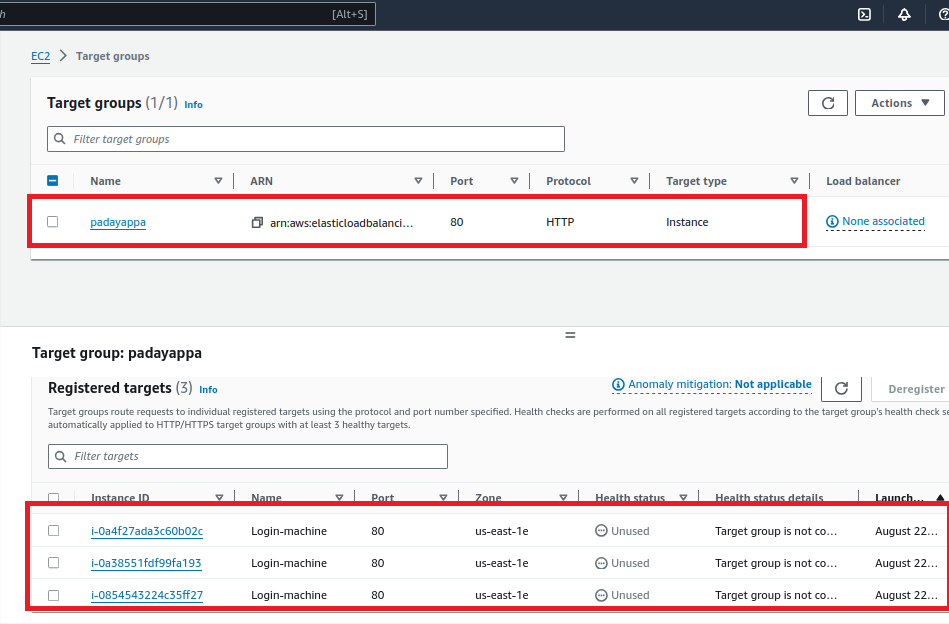 h [Alt+S]
EC2 > Target groups
Target groups (1/1) Info
Actions
Filter target groups
Name ARN Port Protocol Target type Load balancer
padayappa arn:aws:elasticloadbalanci... 80 HTTP Instance None associated
Target group: padayappa
Registered targets (3) Info Anomaly mitigation: Not applicable Deregister
Target groups route requests to individual registered targets using the protocol and port number specified. Health checks are performed on all registered targets according to the target group's health check se
automatically applied to HTTP/HTTPS target groups with at least 3 healthy targets.
Filter targets
Instance ID Name Port Zone Health status Health status details Launch...
i-0a4f27ada3c60b02c Login-machine 80 us-east-1e Unused Target group is not co... August 22...
i-0a38551fdf99fa193 Login-machine 80 us-east-1e Unused Target group is not co... August 22...
i-0854543224c35ff27 Login-machine 80 us-east-1e Unused Target group is not co... August 22...